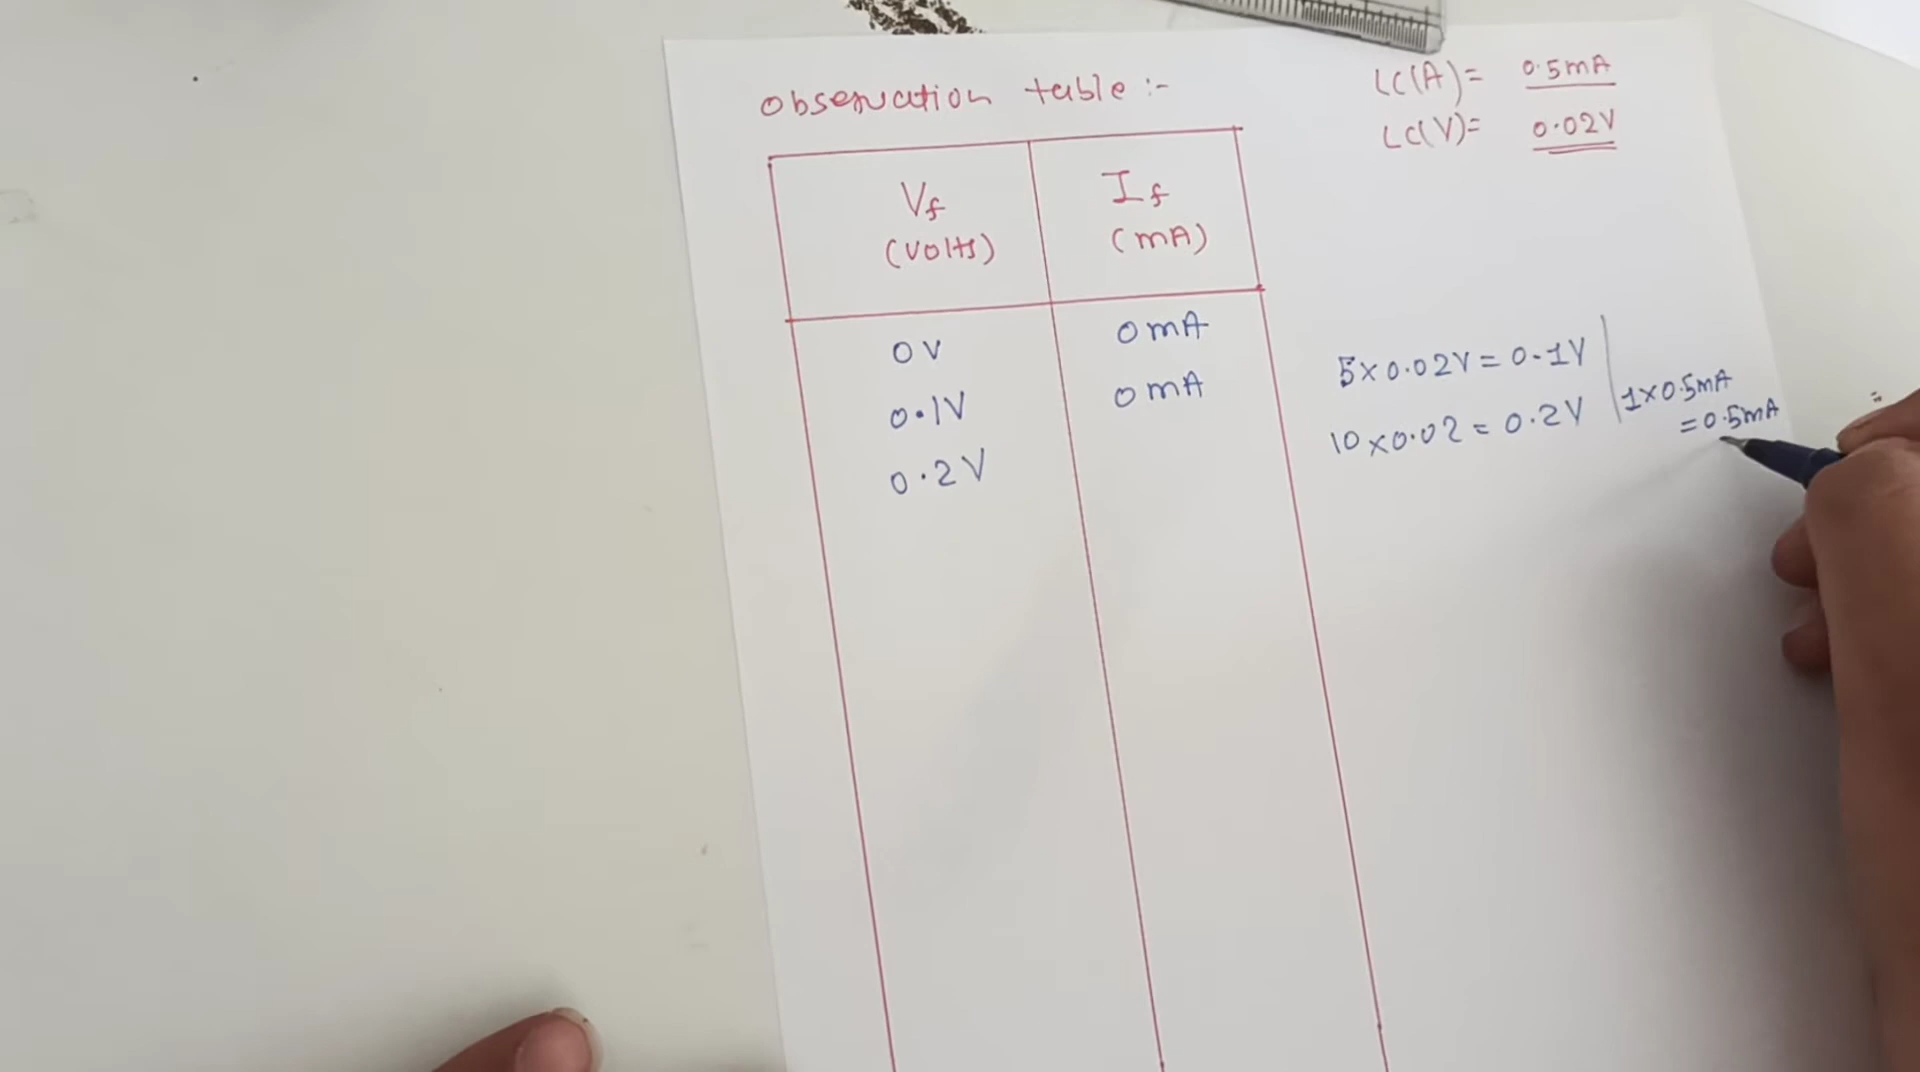 Observation table :-
LC(A)= 0.5mA
LC(V)= 0.02V
Vf
(Volts)
If
(mA)
0V
0mA
0.1V
0mA
0.2V
5×0.02V=0.1V
10×0.02=0.2V
1×0.5mA
=0.5mA